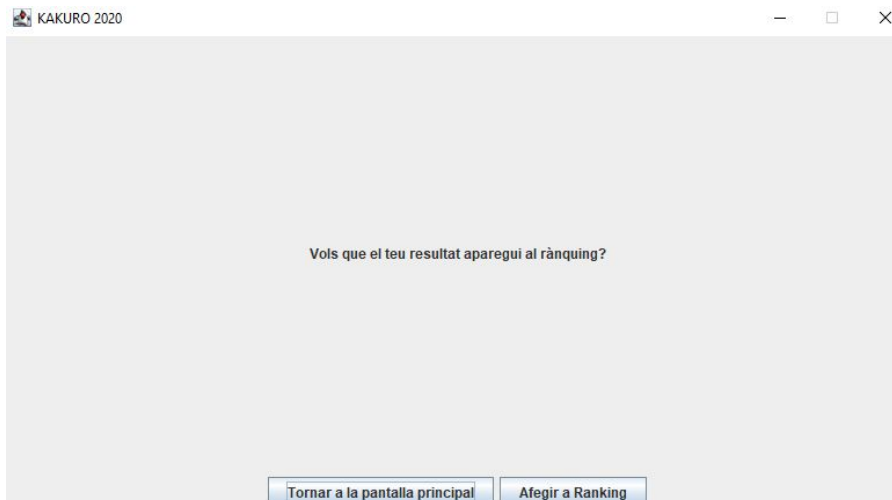 KAKURO 2020
Vols que el teu resultat aparegui al rànquing?
Tornar a la pantalla principal
Afegir a Ranking